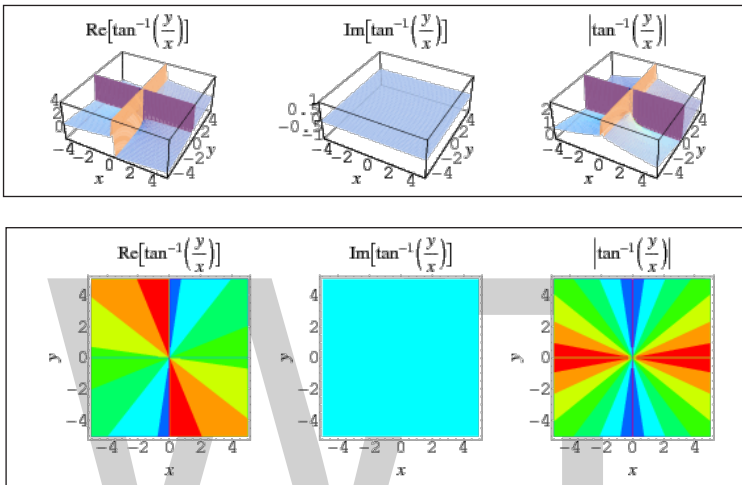 Re[tan⁻¹(y/x)] Im[tan⁻¹(y/x)] |tan⁻¹(y/x)|
4 2 0 −4 −2 0 2 4 x −4 −2 0 2 4 y
1 0.5 0 −0.5 −1 −4 −2 0 2 4 x −4 −2 0 2 4 y
2 0 −4 −2 0 2 4 x −4 −2 0 2 4 y
Re[tan⁻¹(y/x)] Im[tan⁻¹(y/x)] |tan⁻¹(y/x)|
4 4 4
2 2 2
y 0 y 0 y 0
−2 −2 −2
−4 −4 −4
−4 −2 0 2 4 −4 −2 0 2 4 −4 −2 0 2 4
x x x